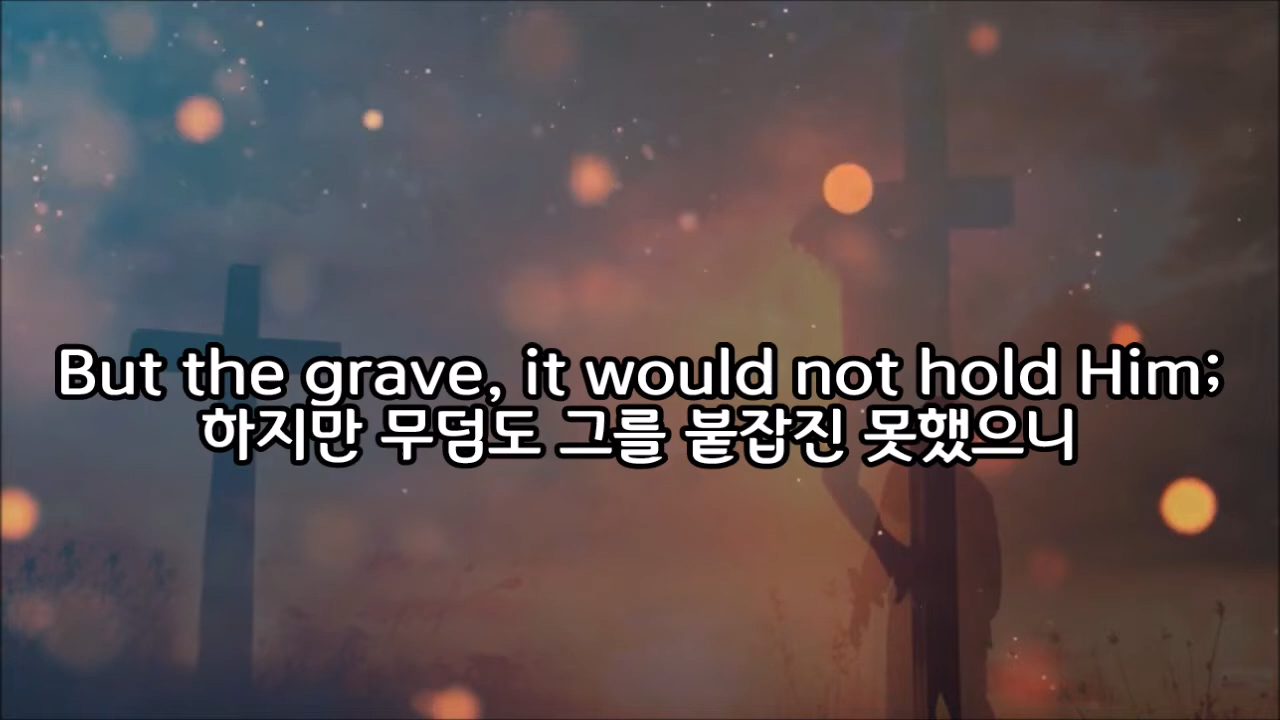 But the grave, it would not hold Him;
하지만 무덤도 그를 붙잡진 못했으니